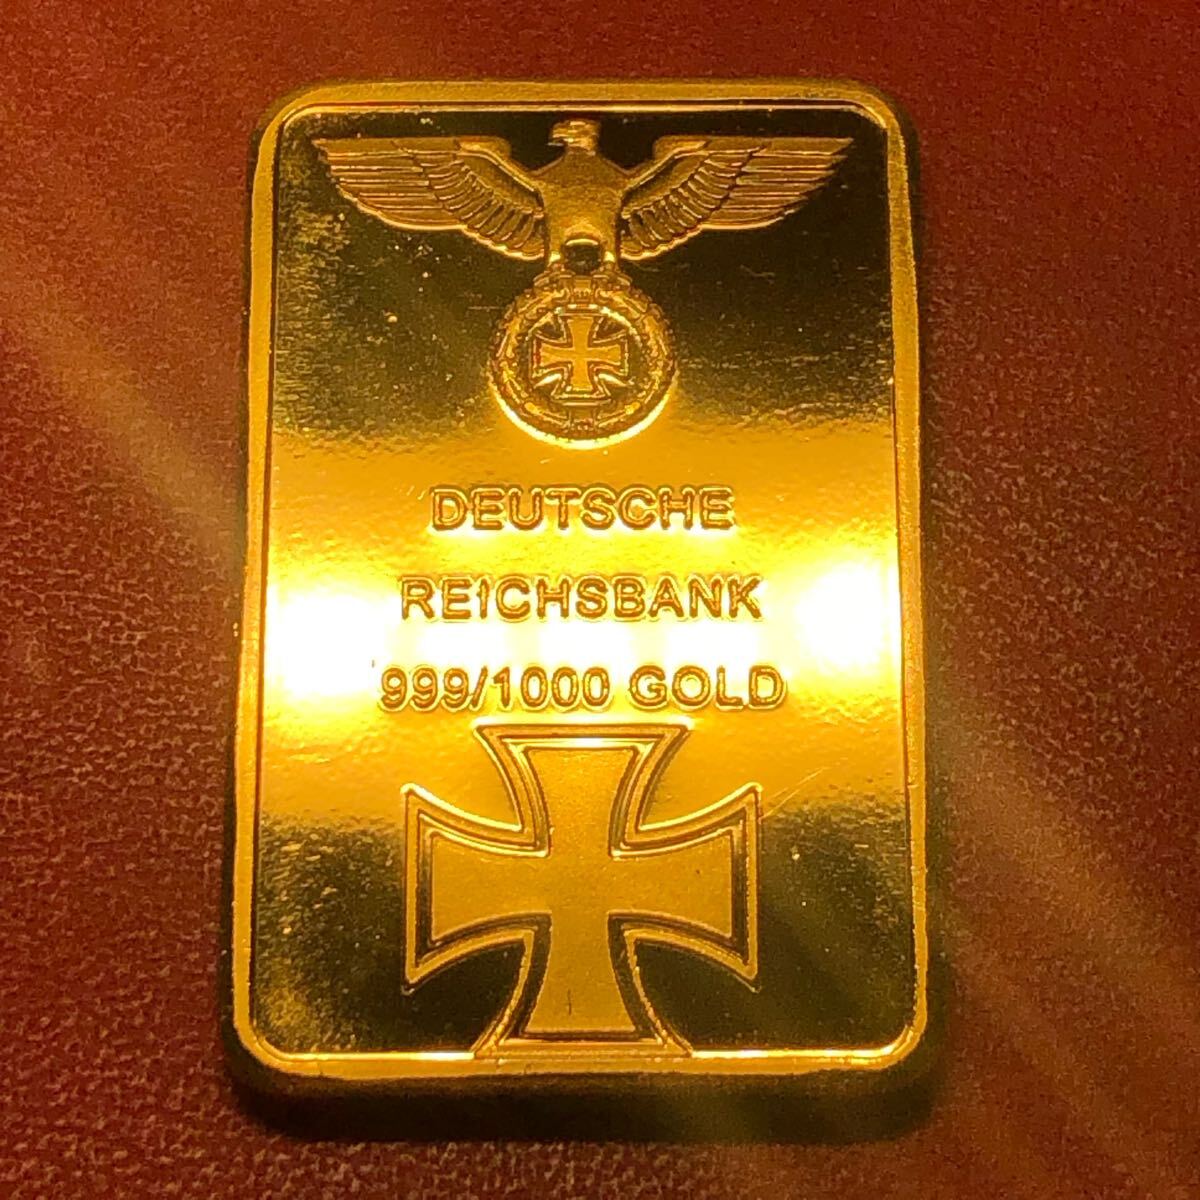 DEUTSCHE
REICHSBANK
999/1000 GOLD